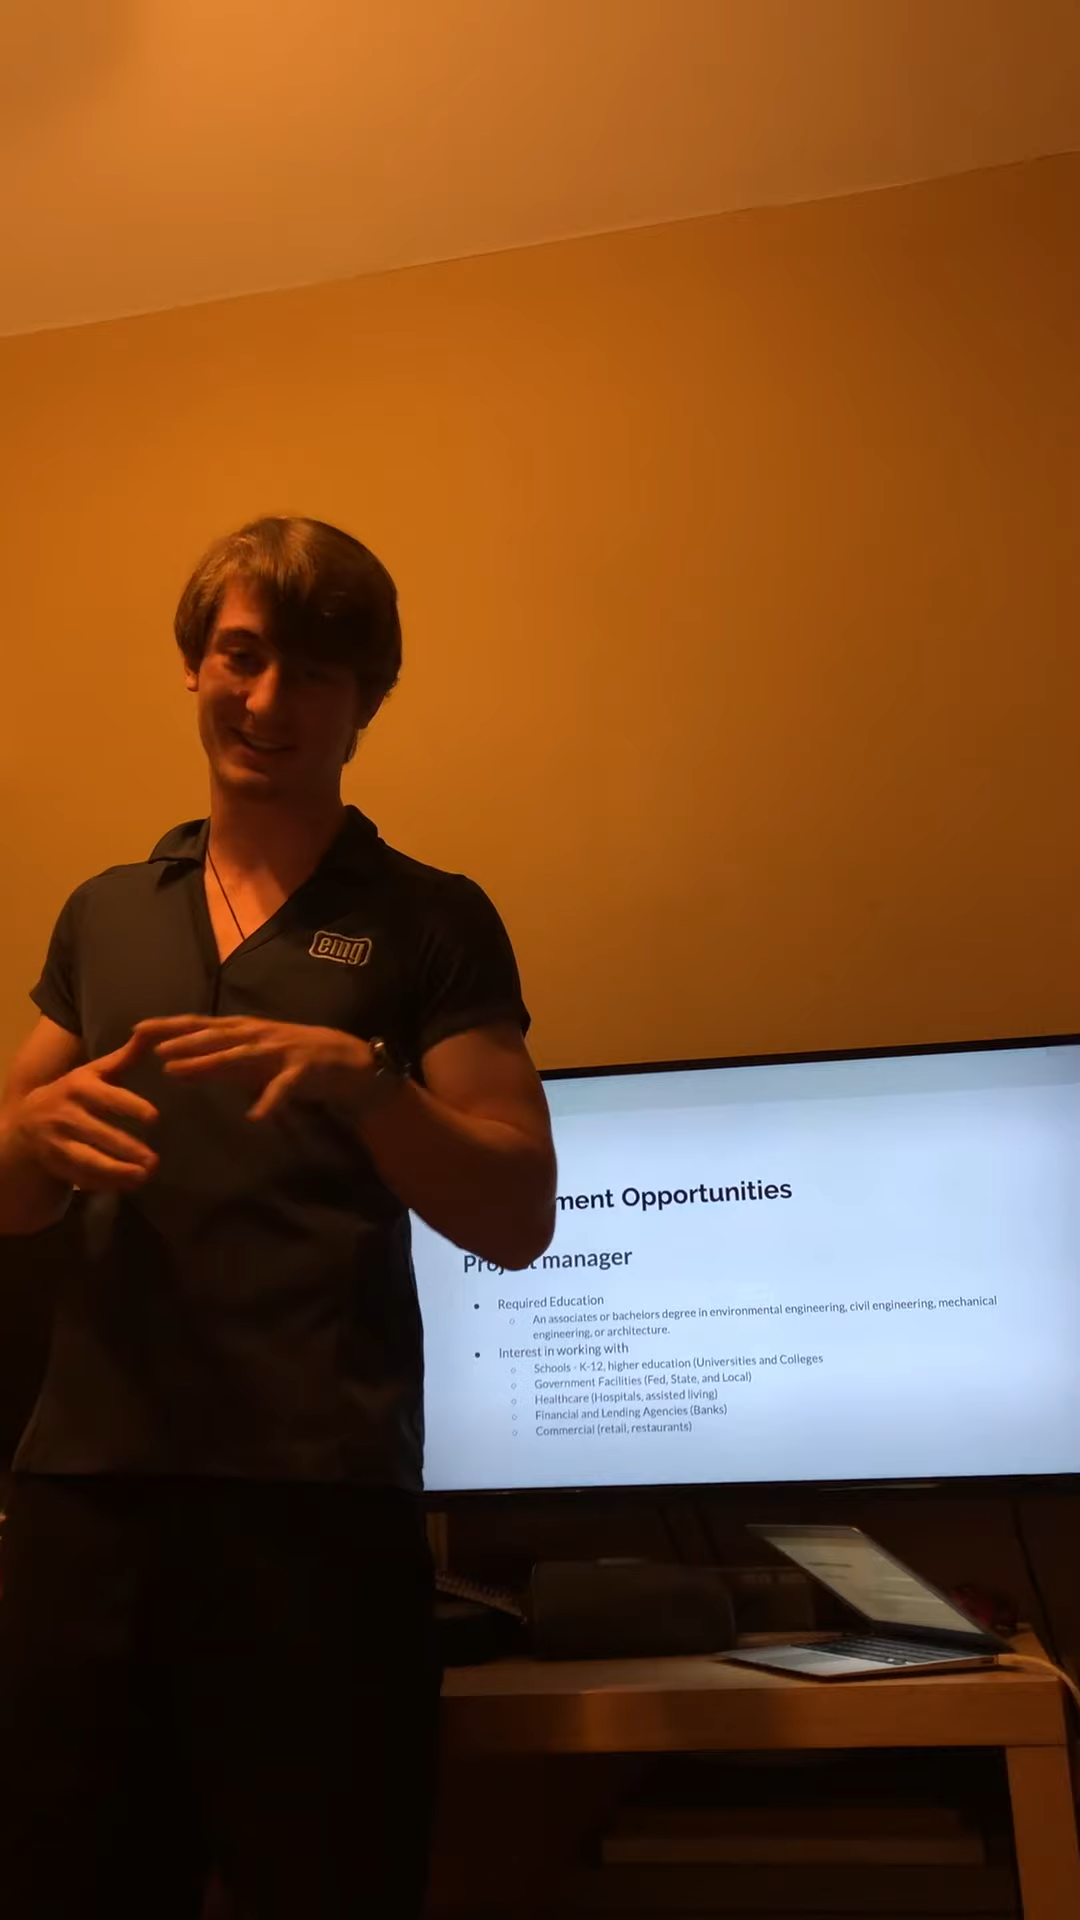 emg
ment Opportunities
manager
Required Education
An associates or bachelors degree in environmental engineering, civil engineering, mechanical
engineering, or architecture.
Interest in working with
Schools - K-12, higher education (Universities and Colleges
Government Facilities (Fed, State, and Local)
Healthcare (Hospitals, assisted living)
Financial and Lending Agencies (Banks)
Commercial (retail, restaurants)